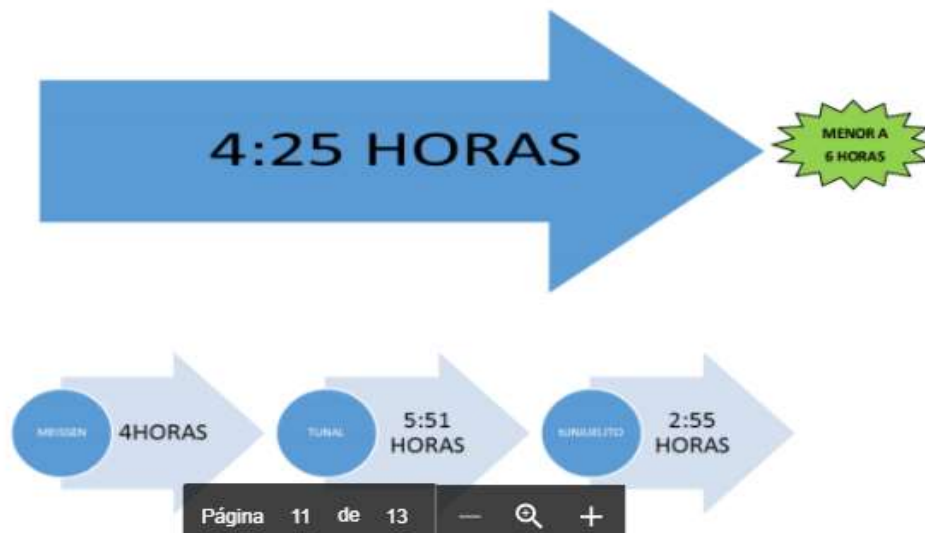 4:25 HORAS
MENOR A
6 HORAS
MEISSEN
4HORAS
TUNAL
5:51
HORAS
tUNJUELITO
2:55
HORAS
Página 11 de 13